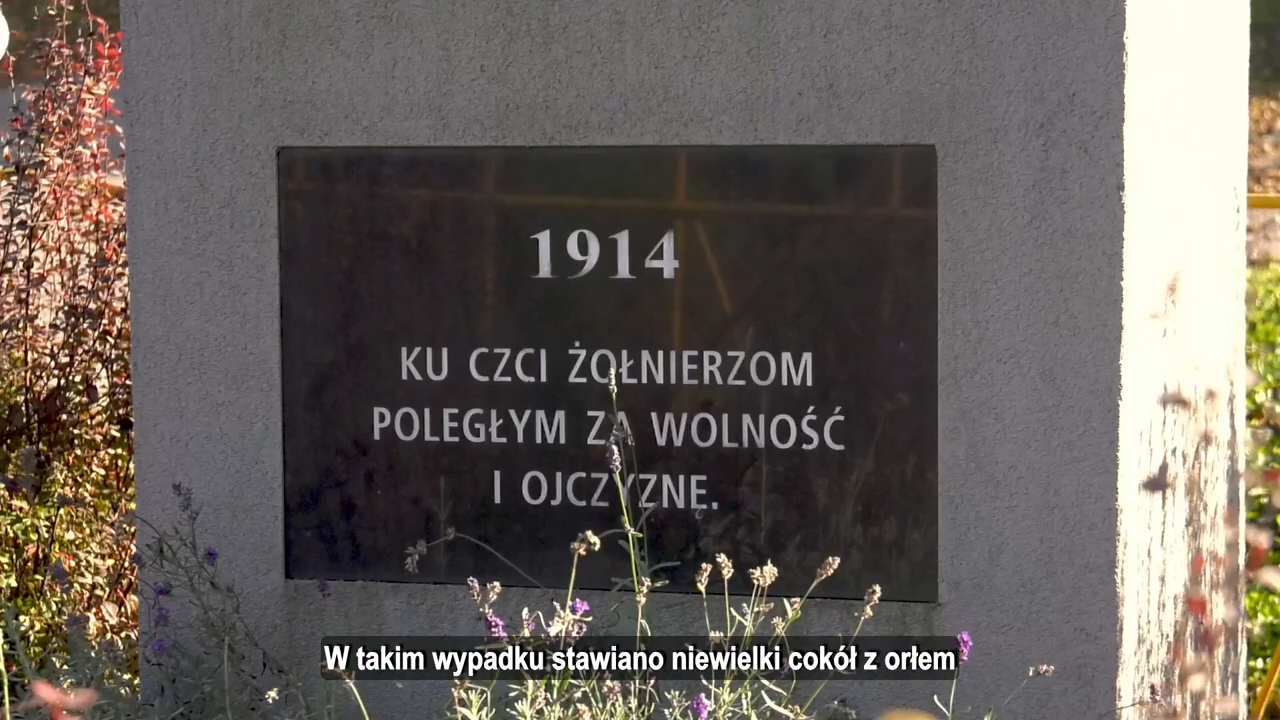 1914
KU CZCI ŻOŁNIERZOM
POLEGŁYM ZA WOLNOŚĆ
I OJCZYZNĘ.
W takim wypadku stawiano niewielki cokół z orłem